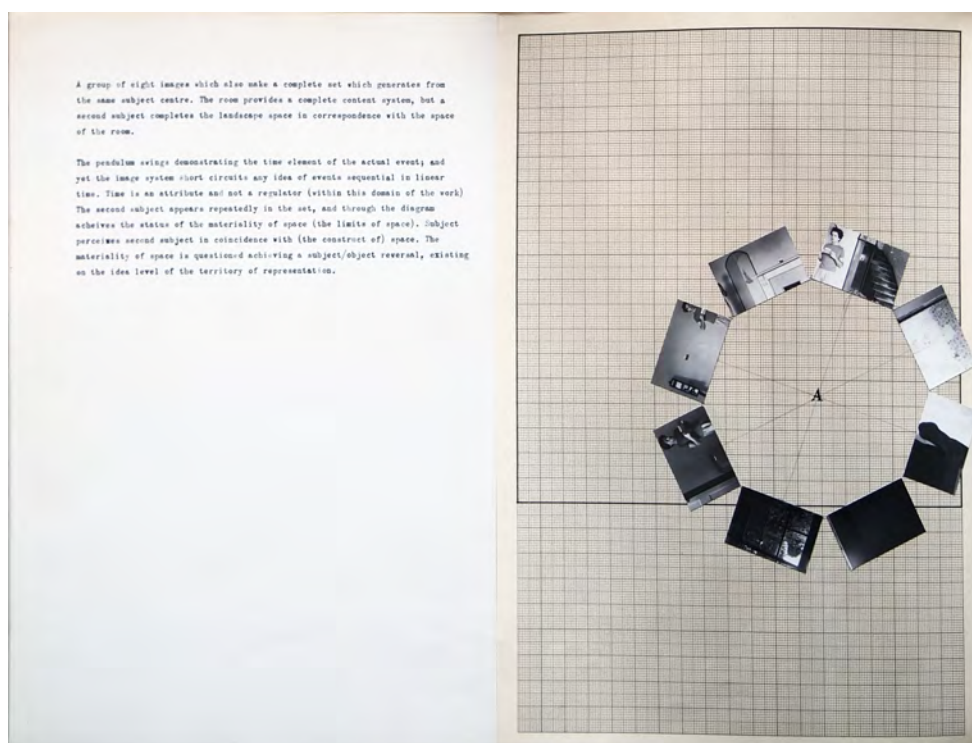 A group of eight images which also make a complete set which generates from
the same subject centre. The room provides a complete content system, but a
second subject completes the landscape space in correspondence with the space
of the room.
The pendulum swings demonstrating the time element of the actual event; and
yet the image system short circuits any idea of events sequential in linear
time. Time is an attribute and not a regulator (within this domain of the work)
The second subject appears repeatedly in the set, and through the diagram
acheives the status of the materiality of space (the limits of space). Subject
perceives second subject in coincidence with (the construct of) space. The
materiality of space is questioned achieving a subject/object reversal, existing
on the idea level of the territory of representation.
A